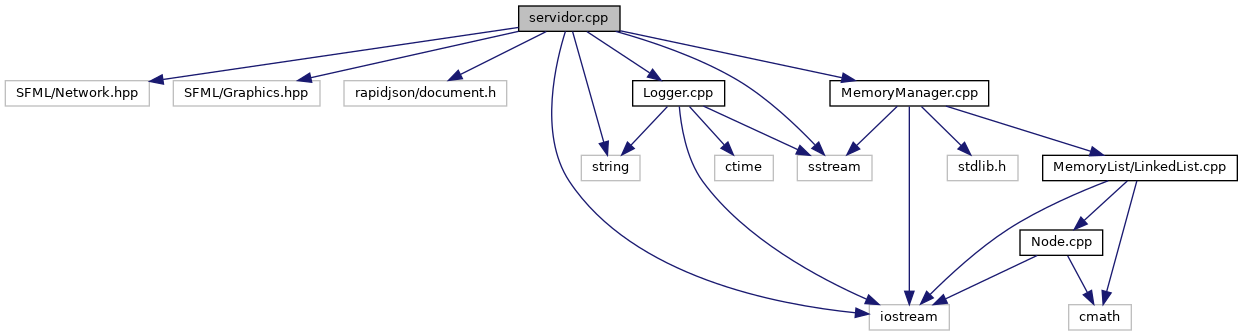 servidor.cpp
SFML/Network.hpp
SFML/Graphics.hpp
rapidjson/document.h
Logger.cpp
MemoryManager.cpp
string
ctime
sstream
stdlib.h
MemoryList/LinkedList.cpp
Node.cpp
iostream
cmath